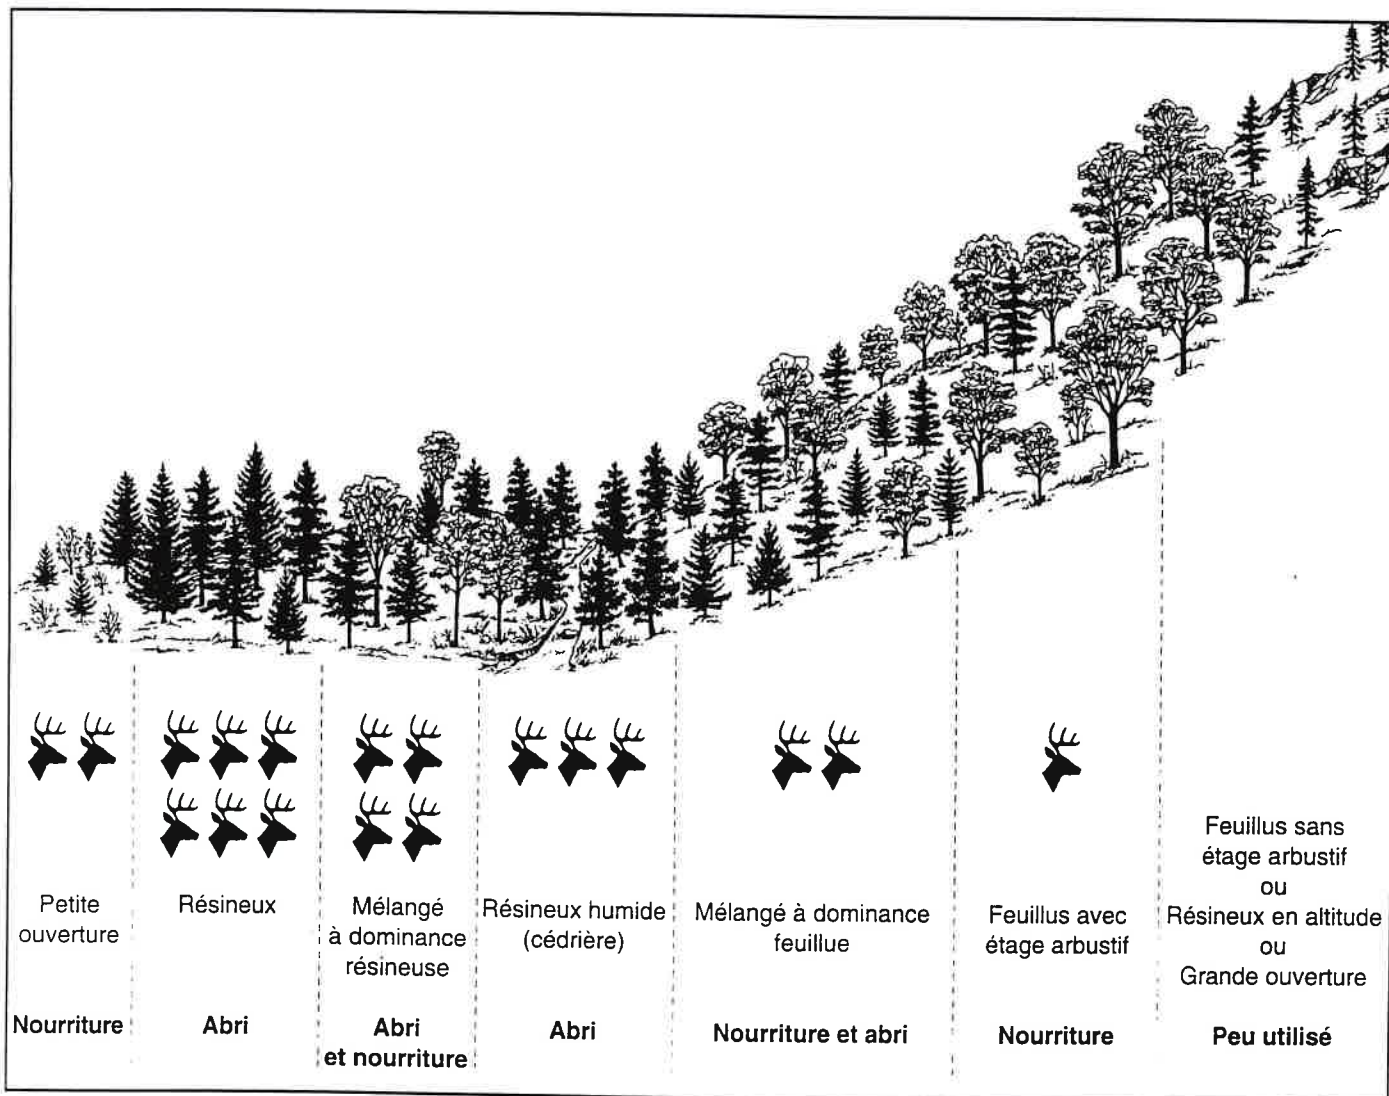 Petite
ouverture
Nourriture
Résineux
Abri
Mélangé
à dominance
résineuse
Abri
et nourriture
Résineux humide
(cédrière)
Abri
Mélangé à dominance
feuillue
Nourriture et abri
Feuillus avec
étage arbustif
Nourriture
Feuillus sans
étage arbustif
ou
Résineux en altitude
ou
Grande ouverture
Peu utilisé